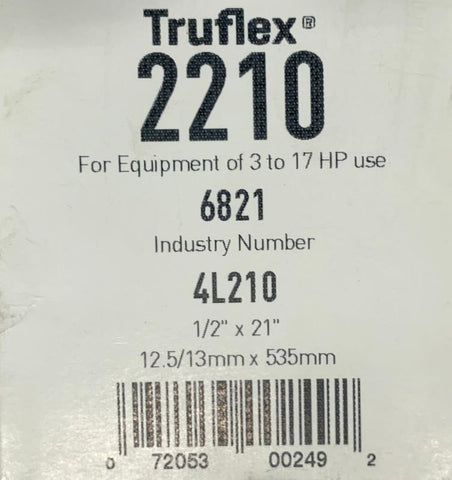 Truflex®
2210
For Equipment of 3 to 17 HP use
6821
Industry Number
4L210
1/2" x 21"
12.5/13mm x 535mm
0 72053 00249 2